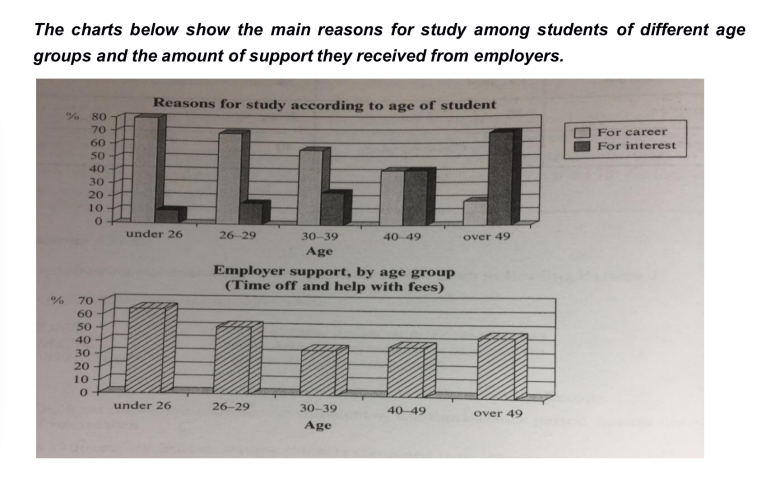 The charts below show the main reasons for study among students of different age
groups and the amount of support they received from employers.
Reasons for study according to age of student
%
80
70
60
50
40
30
20
10
0
under 26
26–29
30–39
40–49
over 49
Age
For career
For interest
Employer support, by age group
(Time off and help with fees)
%
70
60
50
40
30
20
10
0
under 26
26–29
30–39
40–49
over 49
Age